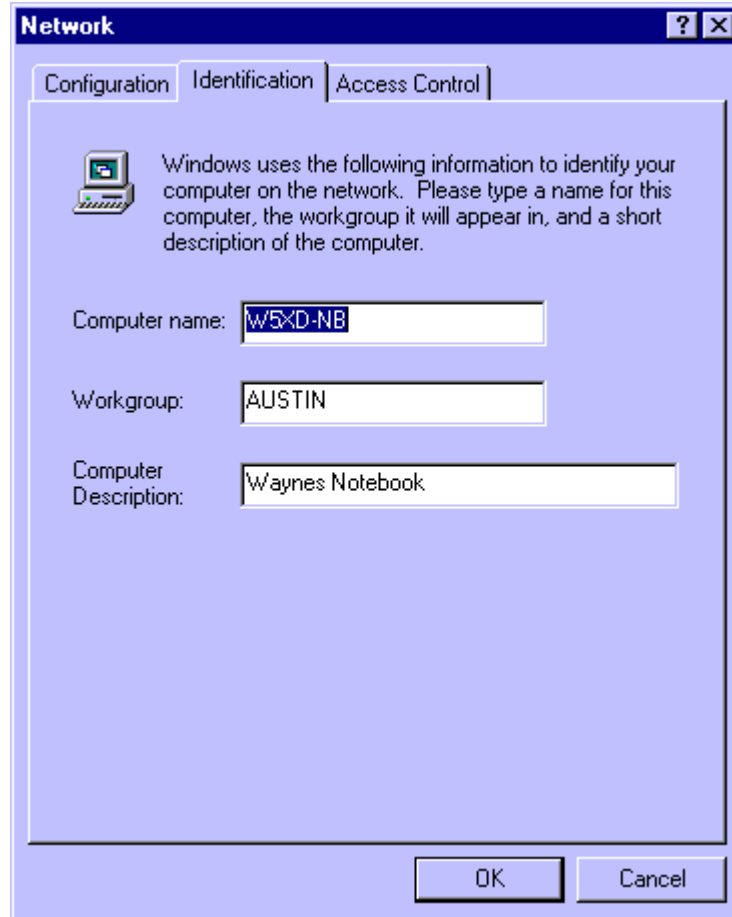 Network
Configuration Identification Access Control
Windows uses the following information to identify your
computer on the network. Please type a name for this
computer, the workgroup it will appear in, and a short
description of the computer.
Computer name: W5XD-NB
Workgroup: AUSTIN
Computer
Description: Waynes Notebook
OK Cancel